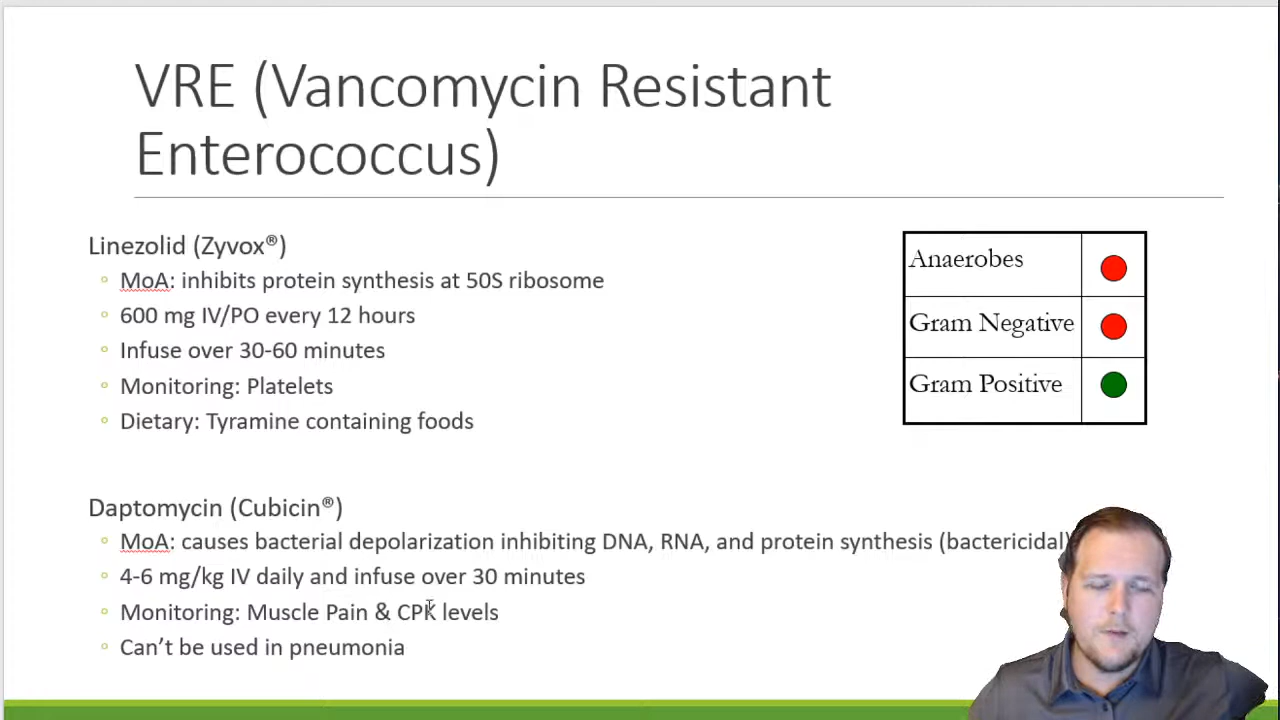 VRE (Vancomycin Resistant
Enterococcus)
Linezolid (Zyvox®)
◦ MoA: inhibits protein synthesis at 50S ribosome
◦ 600 mg IV/PO every 12 hours
◦ Infuse over 30-60 minutes
◦ Monitoring: Platelets
◦ Dietary: Tyramine containing foods
Anaerobes
Gram Negative
Gram Positive
Daptomycin (Cubicin®)
◦ MoA: causes bacterial depolarization inhibiting DNA, RNA, and protein synthesis (bactericidal)
◦ 4-6 mg/kg IV daily and infuse over 30 minutes
◦ Monitoring: Muscle Pain & CPK levels
◦ Can't be used in pneumonia